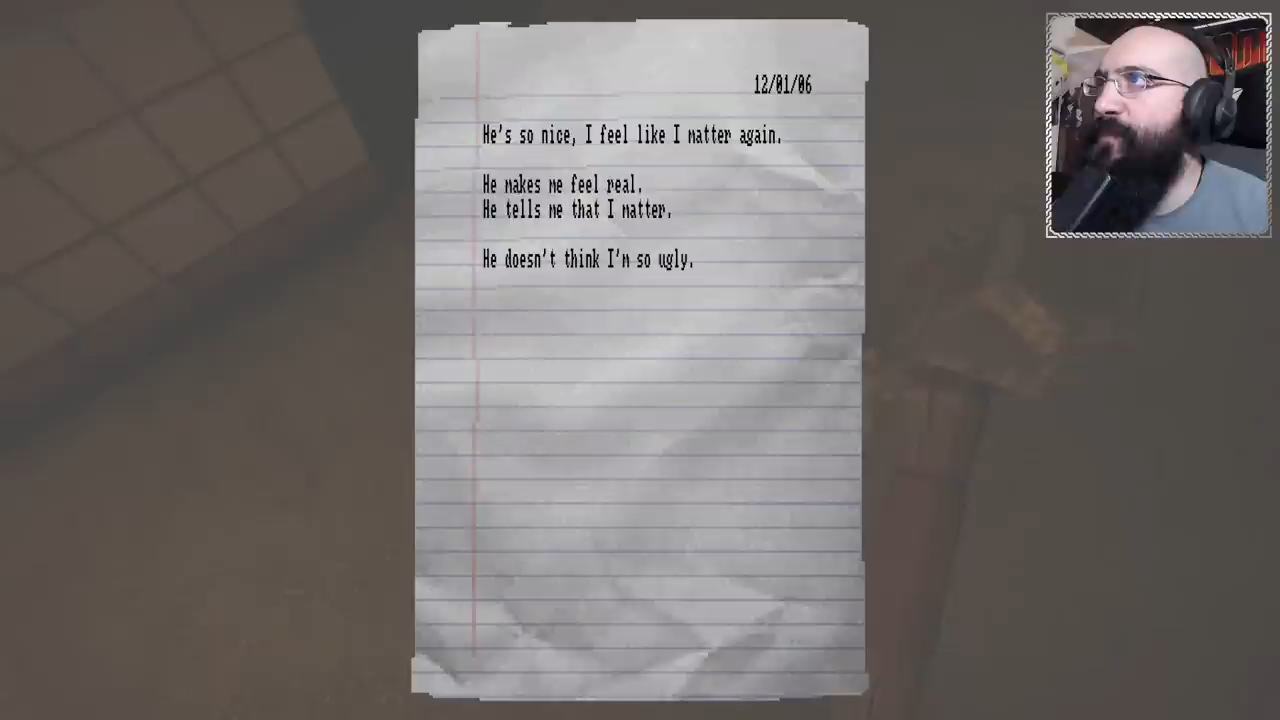 12/01/06
He's so nice, I feel like I matter again.
He makes me feel real.
He tells me that I matter.
He doesn't think I'm so ugly.